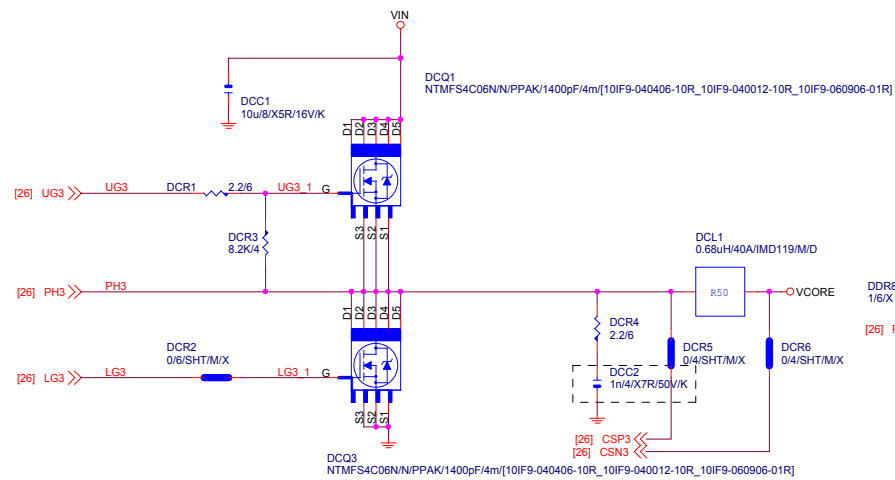 VIN
DCQ1
NTMFS4C06N/N/PPAK/1400pF/4m/[10IF9-040406-10R_10IF9-040012-10R_10IF9-060906-01R]
DCC1
10u/8/X5R/16V/K
D1 D2 D3 D4 D5
[26] UG3 UG3 DCR1 2.2/6 UG3_1 G
S3 S2 S1
DCR3
8.2K/4
DCL1
0.68uH/40A/IMD119/M/D
[26] PH3 PH3
R50
VCORE
DDR8
1/6/X
D1 D2 D3 D4 D5
DCR4
2.2/6
[26]
DCR2
0/6/SHT/M/X
DCR5
0/4/SHT/M/X
DCR6
0/4/SHT/M/X
[26] LG3 LG3 LG3_1 G
DCC2
1n/4/X7R/50V/K
S3 S2 S1
[26] CSP3
[26] CSN3
DCQ3
NTMFS4C06N/N/PPAK/1400pF/4m/[10IF9-040406-10R_10IF9-040012-10R_10IF9-060906-01R]